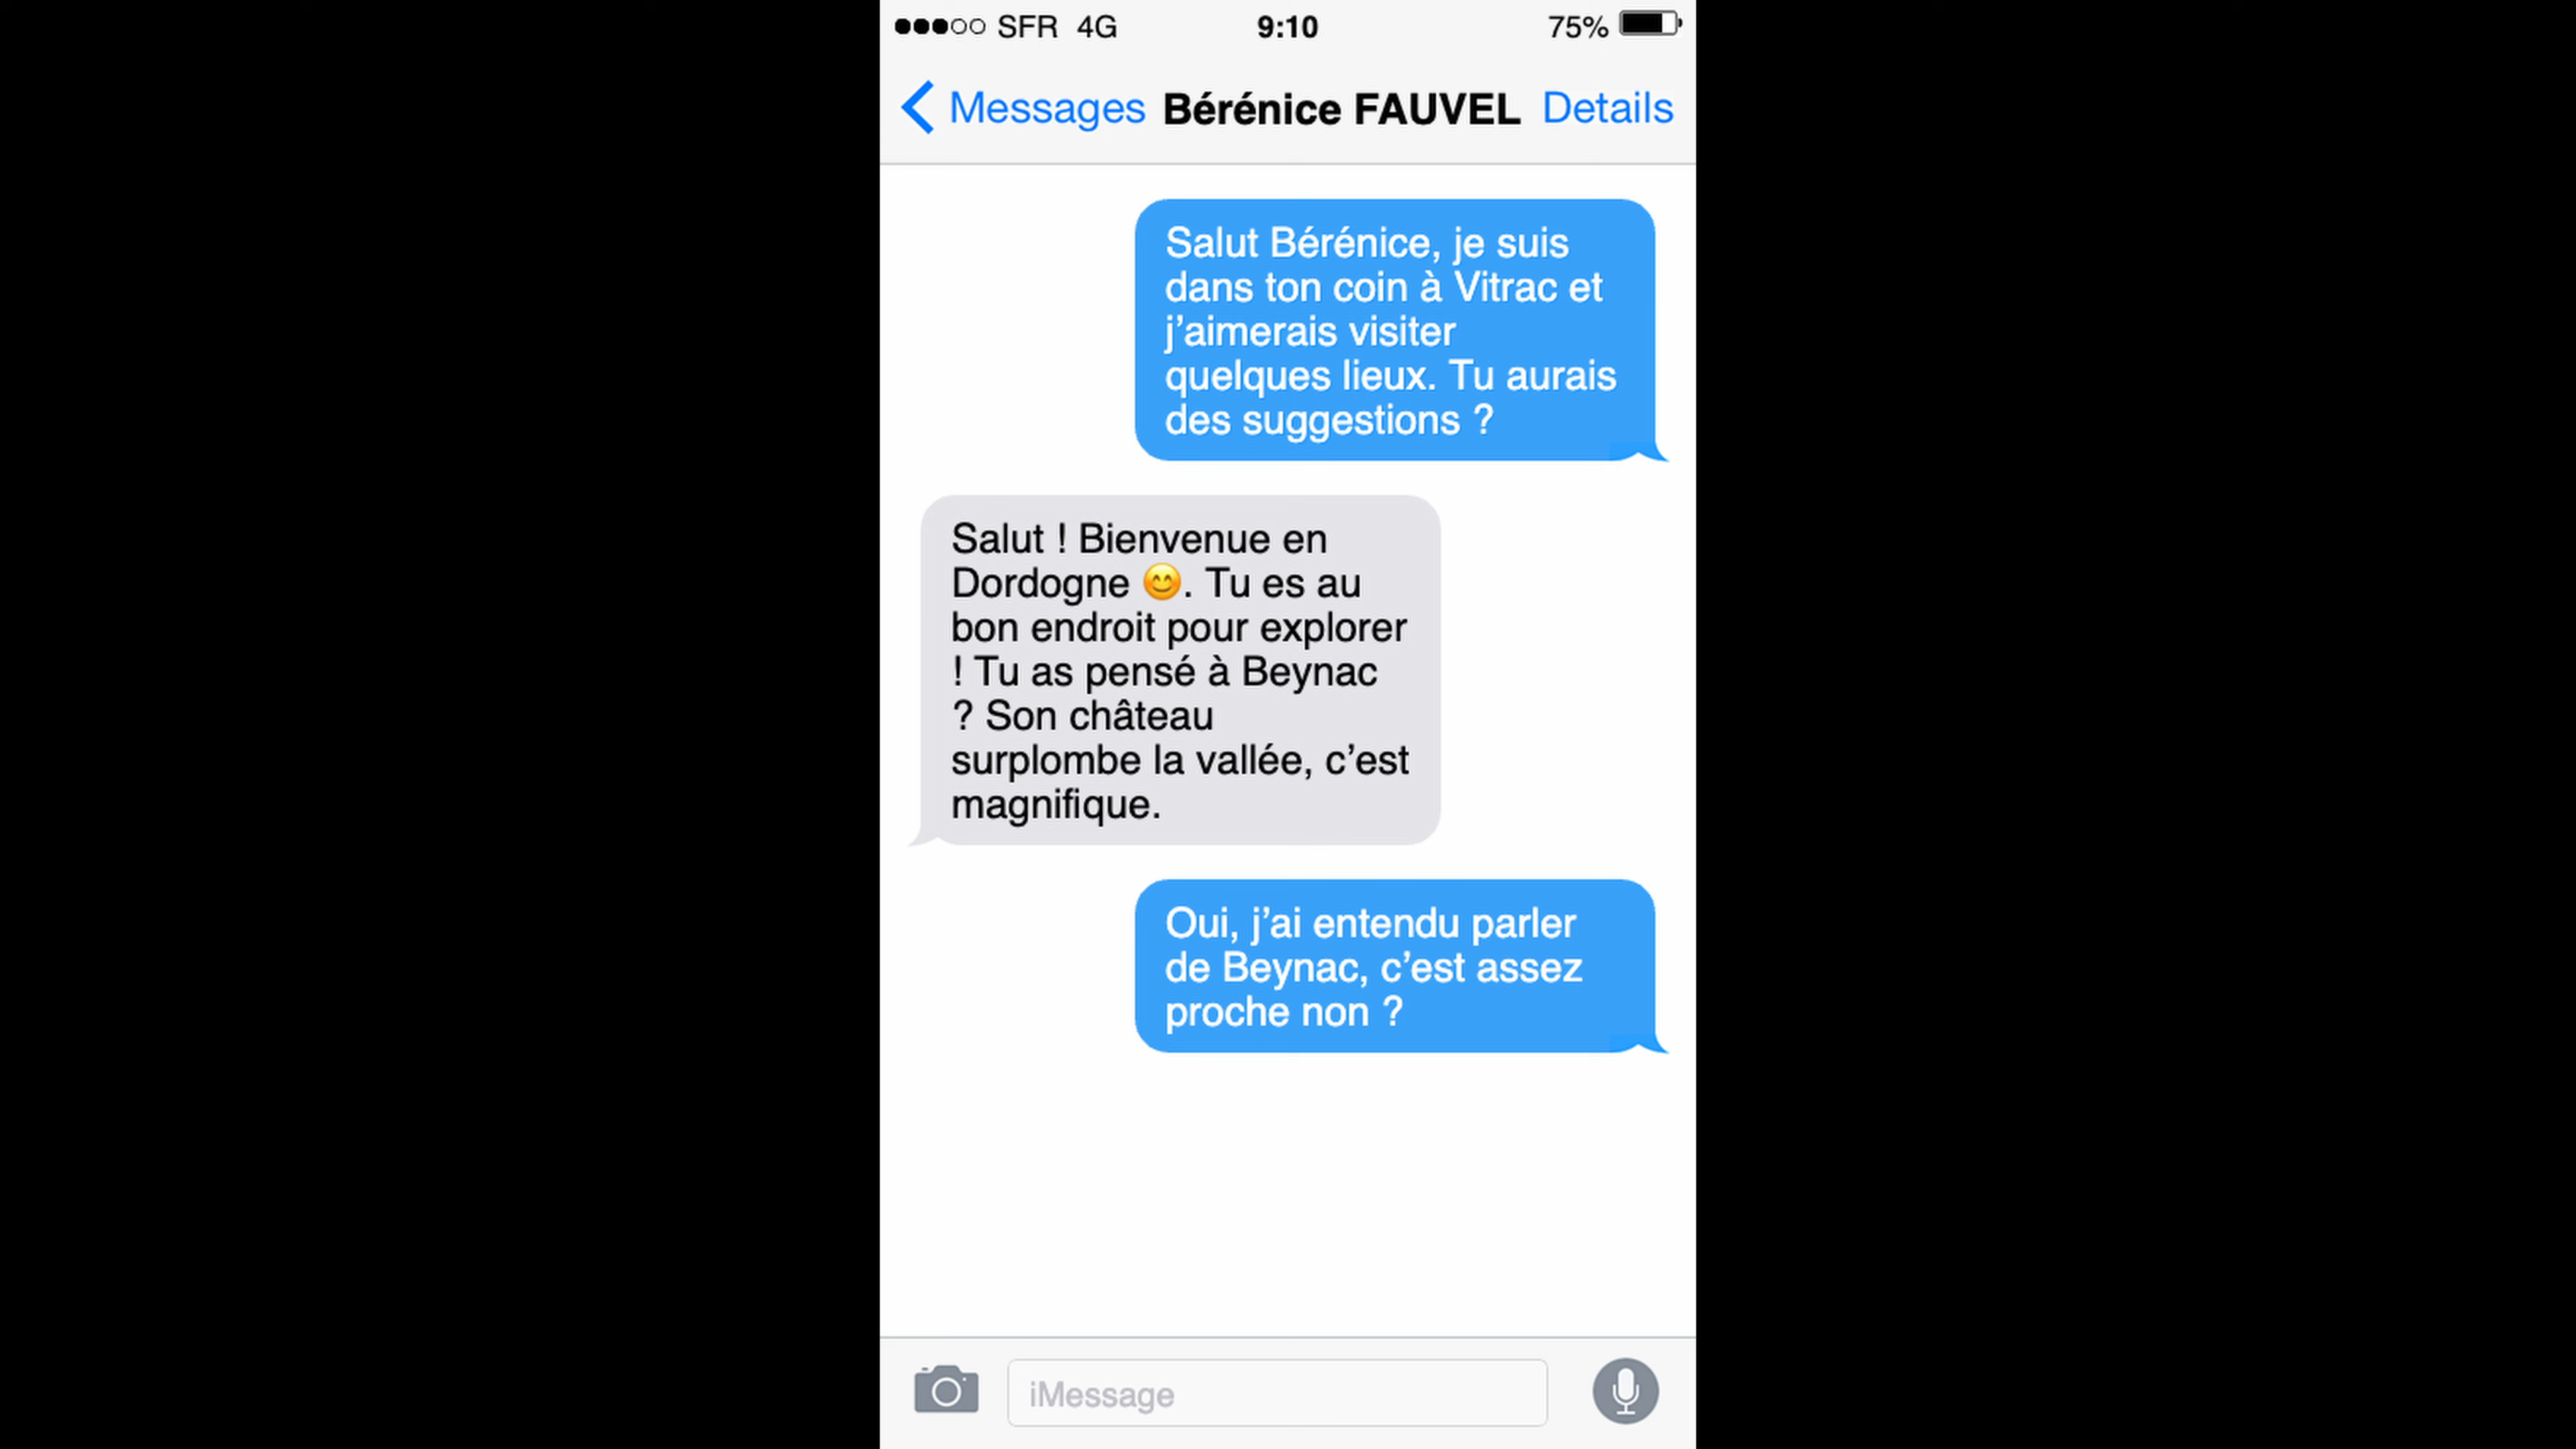 SFR 4G 9:10 75%
Messages Bérénice FAUVEL Details
Salut Bérénice, je suis
dans ton coin à Vitrac et
j’aimerais visiter
quelques lieux. Tu aurais
des suggestions ?
Salut ! Bienvenue en
Dordogne 😊. Tu es au
bon endroit pour explorer
! Tu as pensé à Beynac
? Son château
surplombe la vallée, c’est
magnifique.
Oui, j’ai entendu parler
de Beynac, c’est assez
proche non ?
iMessage